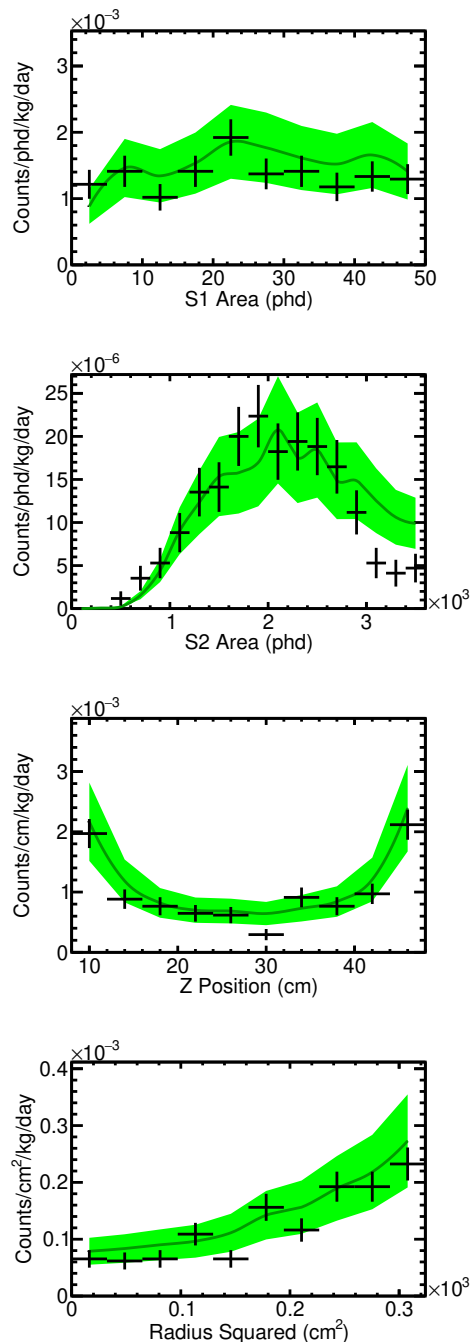 ×10⁻³
Counts/phd/kg/day
3
2
1
0
0 10 20 30 40 50
S1 Area (phd)
×10⁻⁶
Counts/phd/kg/day
25
20
15
10
5
0
0 1 2 3
×10³
S2 Area (phd)
×10⁻³
Counts/cm/kg/day
3
2
1
0
10 20 30 40
Z Position (cm)
×10⁻³
Counts/cm²/kg/day
0.4
0.3
0.2
0.1
0.0
0 0.1 0.2 0.3
×10³
Radius Squared (cm²)